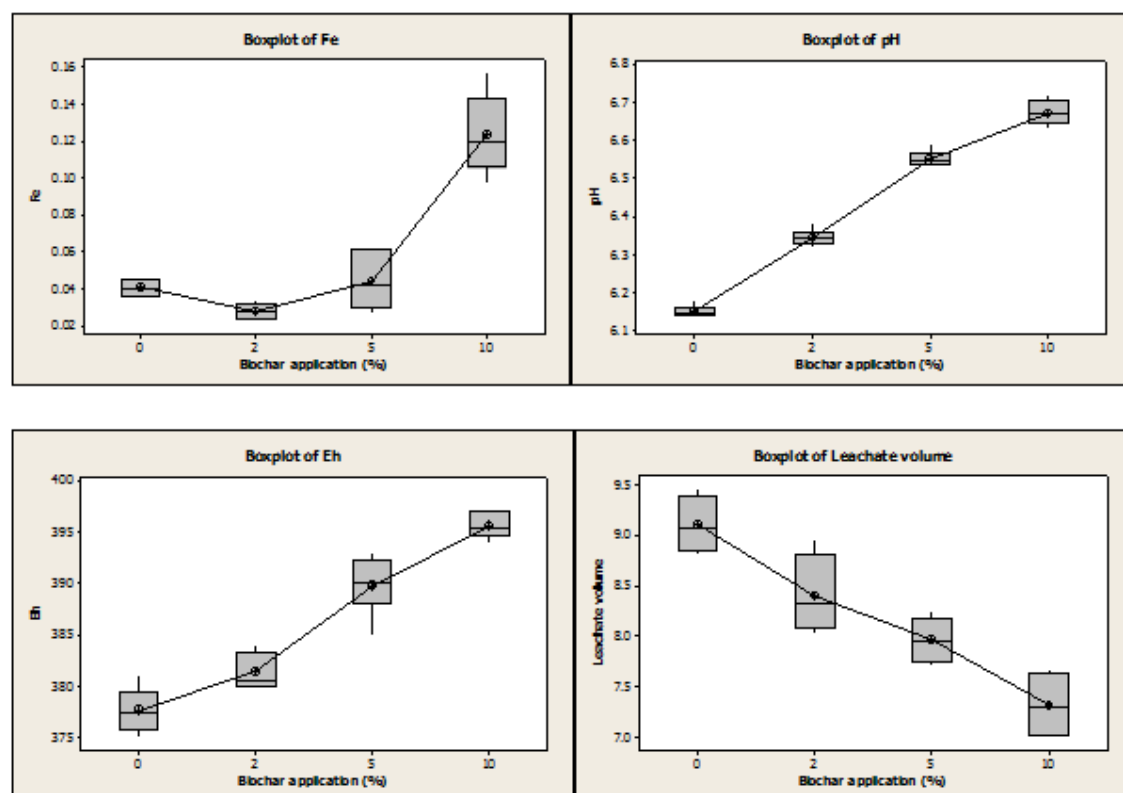 Boxplot of Fe
0.16
0.14
0.12
0.10
0.08
0.06
0.04
0.02
Fe
0 2 5 10
Biochar application (%)
Boxplot of pH
6.8
6.7
6.6
6.5
6.4
6.3
6.2
6.1
pH
0 2 5 10
Biochar application (%)
Boxplot of Eh
400
395
390
385
380
375
Eh
0 2 5 10
Biochar application (%)
Boxplot of Leachate volume
9.5
9.0
8.5
8.0
7.5
7.0
Leachate volume
0 2 5 10
Biochar application (%)